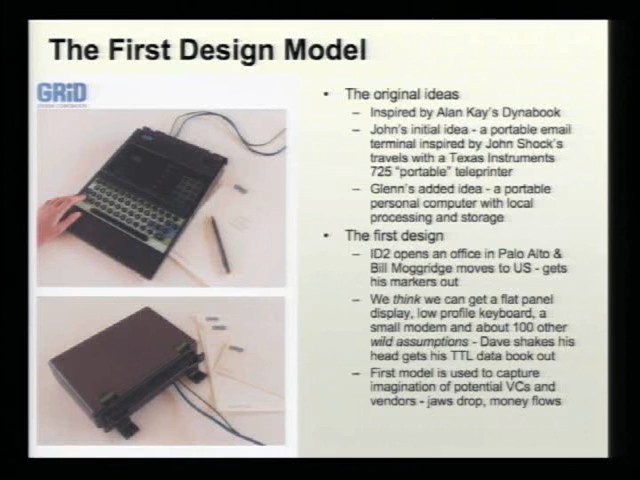 The First Design Model
GRiD
• The original ideas
– Inspired by Alan Kay's Dynabook
– John's initial idea - a portable email
terminal inspired by John Shock's
travels with a Texas Instruments
725 "portable" teleprinter
– Glenn's added idea - a portable
personal computer with local
processing and storage
• The first design
– ID2 opens an office in Palo Alto &
Bill Moggridge moves to US - gets
his markers out
– We think we can get a flat panel
display, low profile keyboard, a
small modem and about 100 other
wild assumptions - Dave shakes his
head gets his TTL data book out
– First model is used to capture
imagination of potential VCs and
vendors - jaws drop, money flows